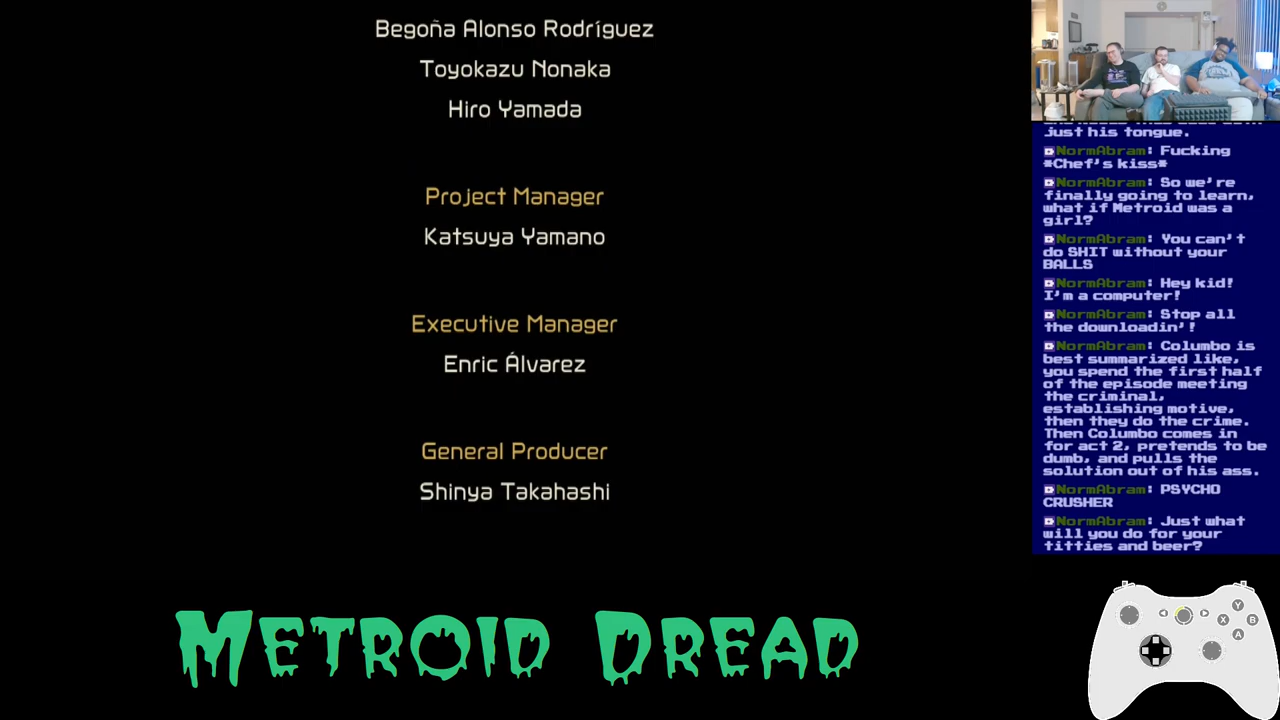 Begoña Alonso Rodríguez
Toyokazu Nonaka
Hiro Yamada
Project Manager
Katsuya Yamano
Executive Manager
Enric Álvarez
General Producer
Shinya Takahashi
METROID DREAD
just his tongue.
NormAbram: Fucking
*Chef's kiss*
NormAbram: So we're
finally going to learn,
what if Metroid was a
girl?
NormAbram: You can't
do SHIT without your
BALLS
NormAbram: Hey kid!
I'm a computer!
NormAbram: Stop all
the downloadin'!
NormAbram: Columbo is
best summarized like,
you spend the first half
of the episode meeting
the criminal,
establishing motive,
then they do the crime.
Then Columbo comes in
for act 2, pretends to be
dumb, and pulls the
solution out of his ass.
NormAbram: PSYCHO
CRUSHER
NormAbram: Just what
will you do for your
titties and beer?
Y
X
B
A